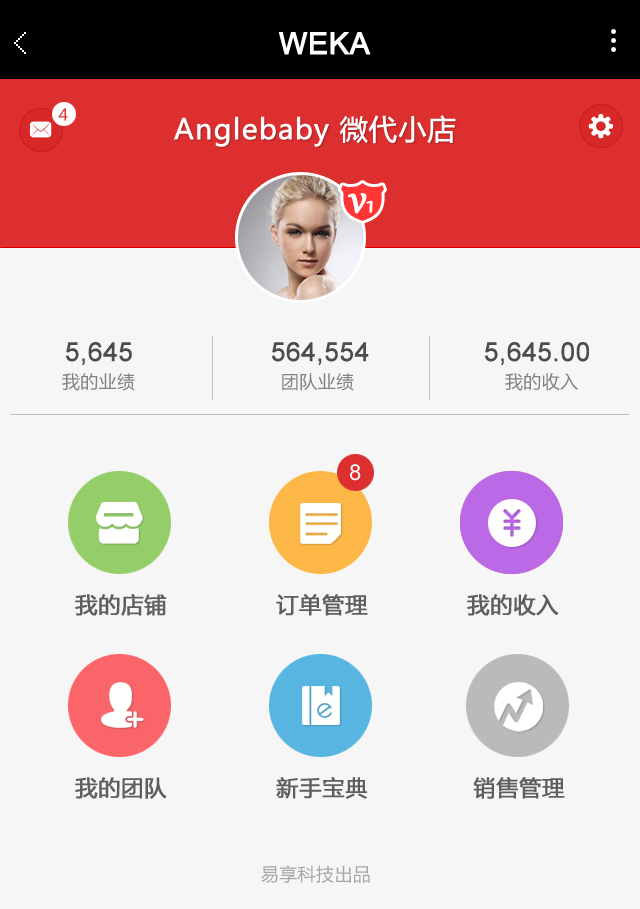 WEKA
4
Anglebaby 微代小店
V1
5,645
564,554
5,645.00
我的业绩
团队业绩
我的收入
8
¥
我的店铺
订单管理
我的收入
e
我的团队
新手宝典
销售管理
易享科技出品